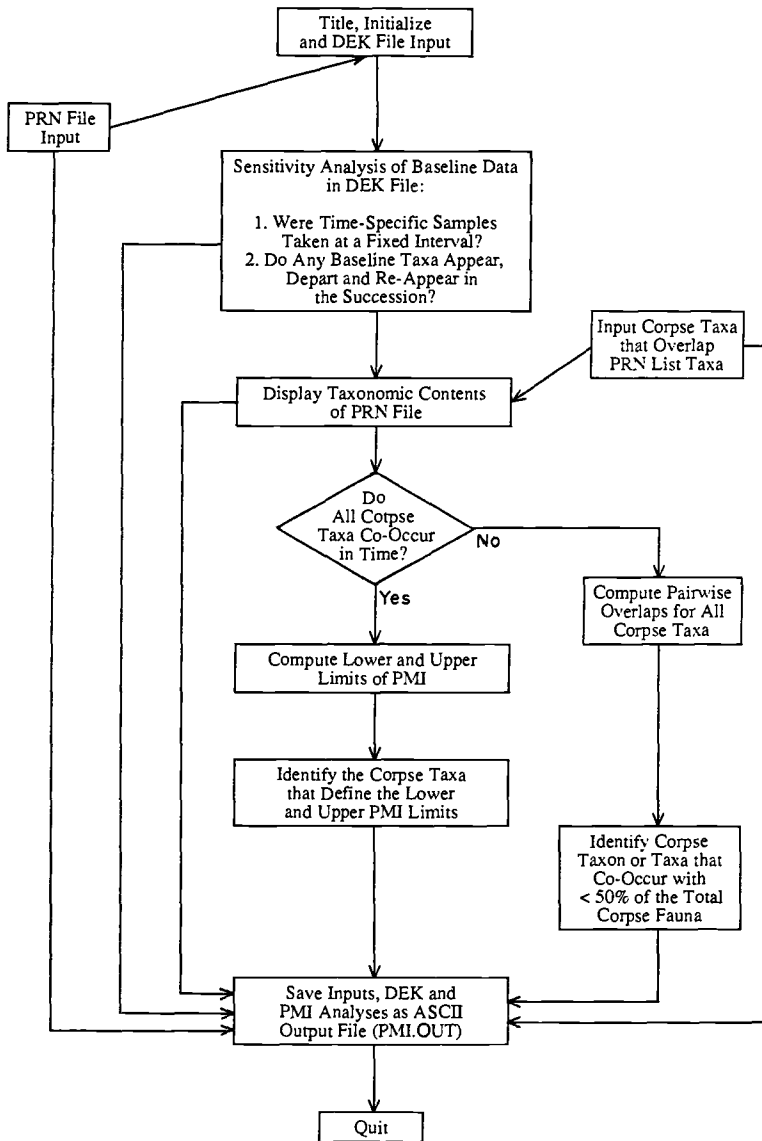 Title, Initialize
and DEK File Input
PRN File
Input
Sensitivity Analysis of Baseline Data
in DEK File:
1. Were Time-Specific Samples
Taken at a Fixed Interval?
2. Do Any Baseline Taxa Appear,
Depart and Re-Appear in
the Succession?
Input Corpse Taxa
that Overlap
PRN List Taxa
Display Taxonomic Contents
of PRN File
Do
All Corpse
Taxa Co-Occur
in Time?
No
Yes
Compute Pairwise
Overlaps for All
Corpse Taxa
Compute Lower and Upper
Limits of PMI
Identify the Corpse Taxa
that Define the Lower
and Upper PMI Limits
Identify Corpse
Taxon or Taxa that
Co-Occur with
< 50% of the Total
Corpse Fauna
Save Inputs, DEK and
PMI Analyses as ASCII
Output File (PMI.OUT)
Quit